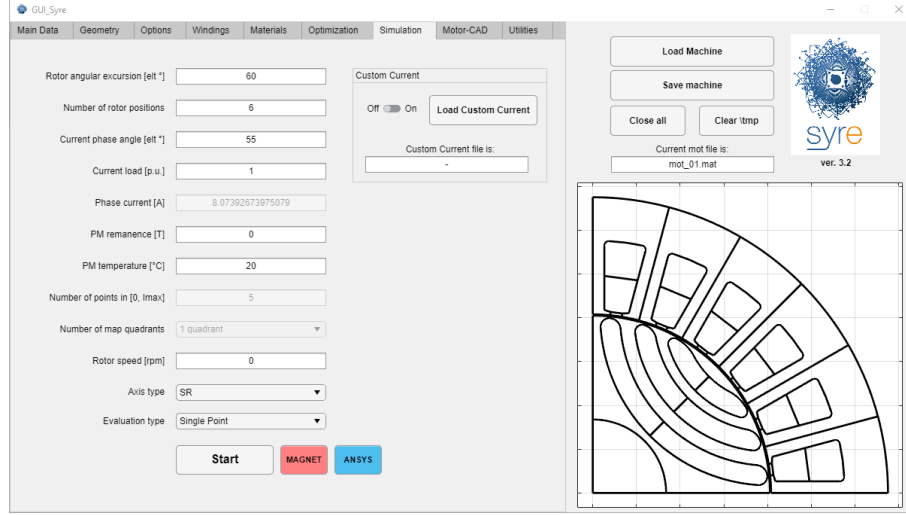 GUI_Syre
Main Data Geometry Options Windings Materials Optimization Simulation Motor-CAD Utilities
Rotor angular excursion [elt °] 60
Number of rotor positions 6
Current phase angle [elt °] 55
Current load [p.u.] 1
Phase current [A] 8.07392673975079
PM remanence [T] 0
PM temperature [°C] 20
Number of points in [0, Imax] 5
Number of map quadrants 1 quadrant
Rotor speed [rpm] 0
Axis type SR
Evaluation type Single Point
Start MAGNET ANSYS
Custom Current
Off On Load Custom Current
Custom Current file is:
-
Load Machine
Save machine
Close all Clear \tmp
Current mot file is:
mot_01.mat
syre
ver. 3.2